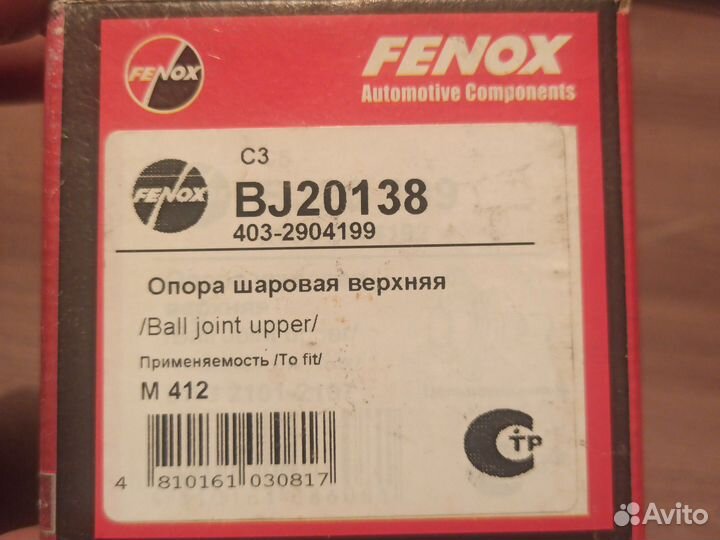 FENOX
FENOX
Automotive Components
C3
FENOX
BJ20138
403-2904199
Опора шаровая верхняя
/Ball joint upper/
Применяемость /To fit/
М 412
4 810161 030817
СТР
Avito